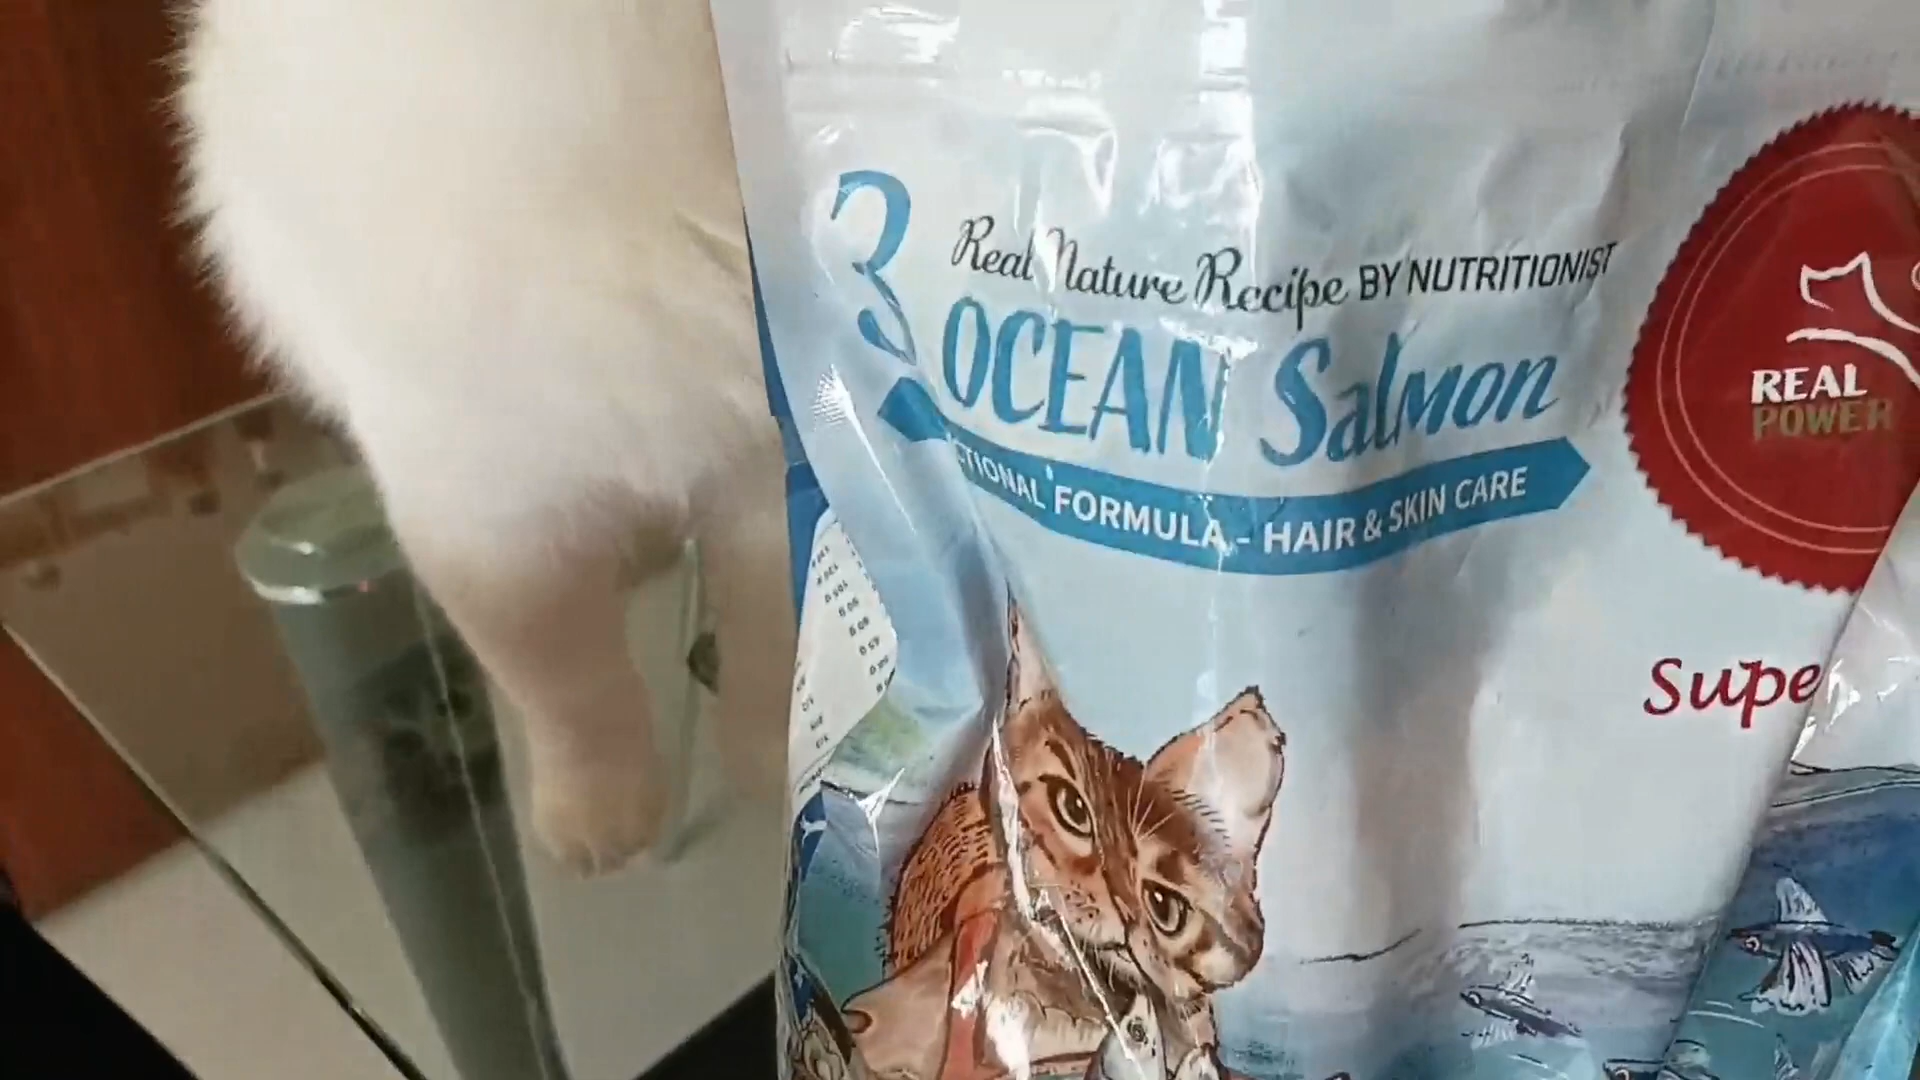 3
Real Nature Recipe BY NUTRITIONIST
OCEAN Salmon
CTIONAL FORMULA - HAIR & SKIN CARE
REAL
POWER
Supe